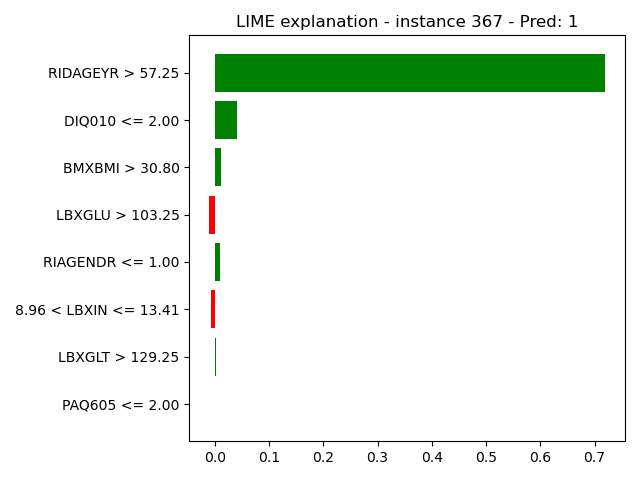 LIME explanation - instance 367 - Pred: 1
RIDAGEYR > 57.25
DIQ010 <= 2.00
BMXBMI > 30.80
LBXGLU > 103.25
RIAGENDR <= 1.00
8.96 < LBXIN <= 13.41
LBXGLT > 129.25
PAQ605 <= 2.00
0.0 0.1 0.2 0.3 0.4 0.5 0.6 0.7